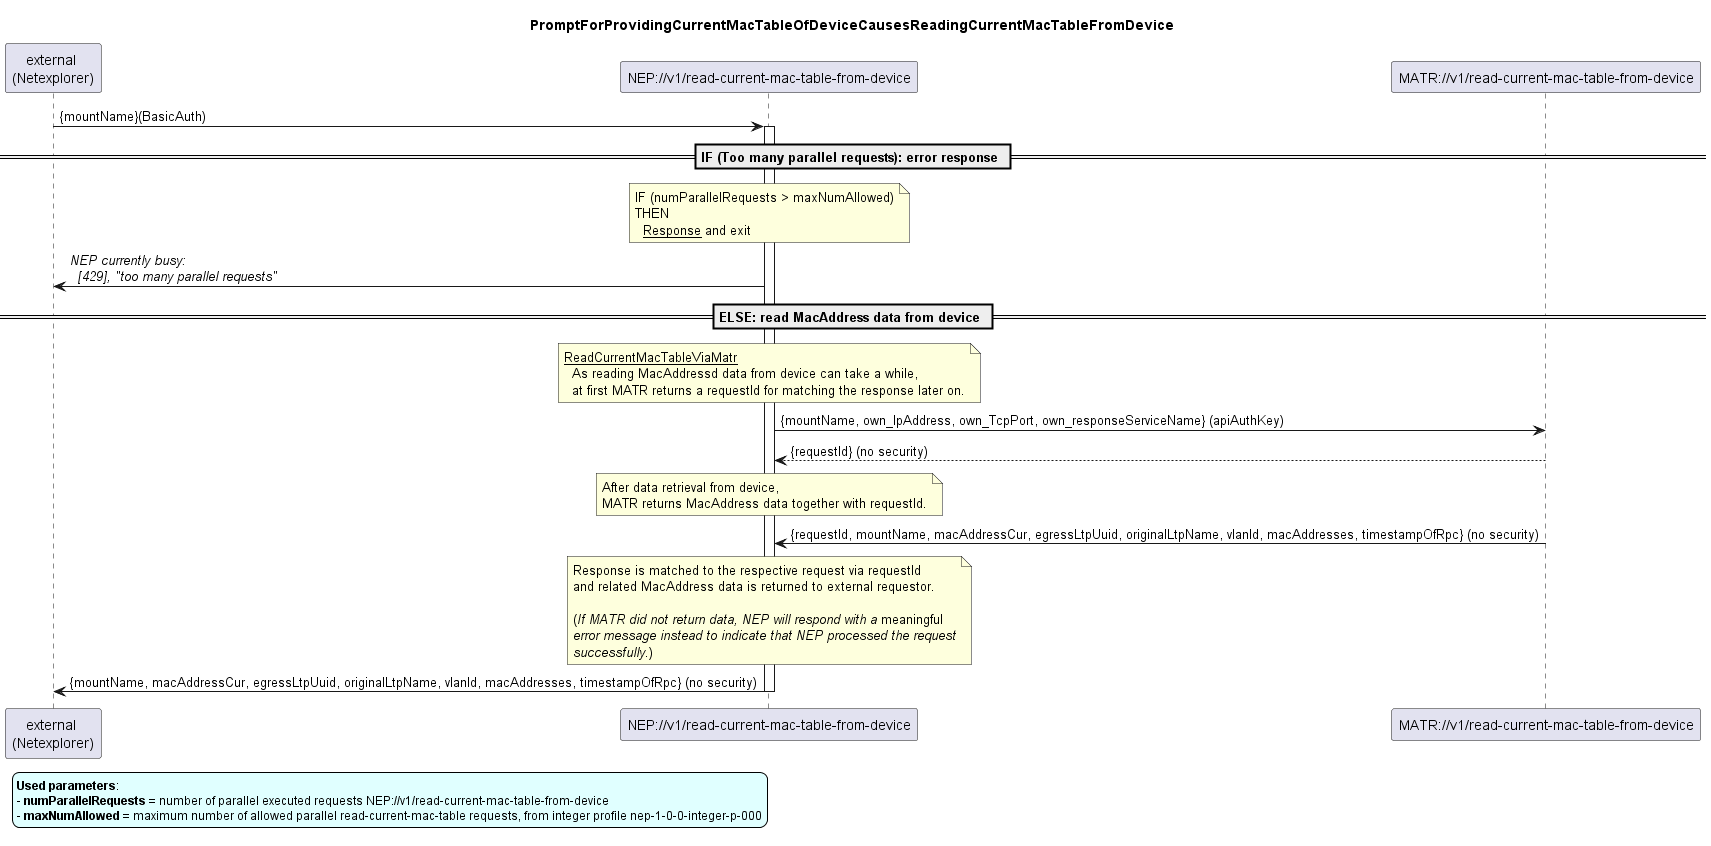 PromptForProvidingCurrentMacTableOfDeviceCausesReadingCurrentMacTableFromDevice
external
(Netexplorer)
NEP://v1/read-current-mac-table-from-device
MATR://v1/read-current-mac-table-from-device
{mountName}(BasicAuth)
IF (Too many parallel requests): error response
IF (numParallelRequests > maxNumAllowed)
THEN
Response and exit
NEP currently busy:
[429], "too many parallel requests"
ELSE: read MacAddress data from device
ReadCurrentMacTableViaMatr
As reading MacAddressd data from device can take a while,
at first MATR returns a requestId for matching the response later on.
{mountName, own_IpAddress, own_TcpPort, own_responseServiceName} (apiAuthKey)
{requestId} (no security)
After data retrieval from device,
MATR returns MacAddress data together with requestId.
{requestId, mountName, macAddressCur, egressLtpUuid, originalLtpName, vlanId, macAddresses, timestampOfRpc} (no security)
Response is matched to the respective request via requestId
and related MacAddress data is returned to external requestor.
(If MATR did not return data, NEP will respond with a meaningful
error message instead to indicate that NEP processed the request
successfully.)
{mountName, macAddressCur, egressLtpUuid, originalLtpName, vlanId, macAddresses, timestampOfRpc} (no security)
external
(Netexplorer)
NEP://v1/read-current-mac-table-from-device
MATR://v1/read-current-mac-table-from-device
Used parameters:
- numParallelRequests = number of parallel executed requests NEP://v1/read-current-mac-table-from-device
- maxNumAllowed = maximum number of allowed parallel read-current-mac-table requests, from integer profile nep-1-0-0-integer-p-000